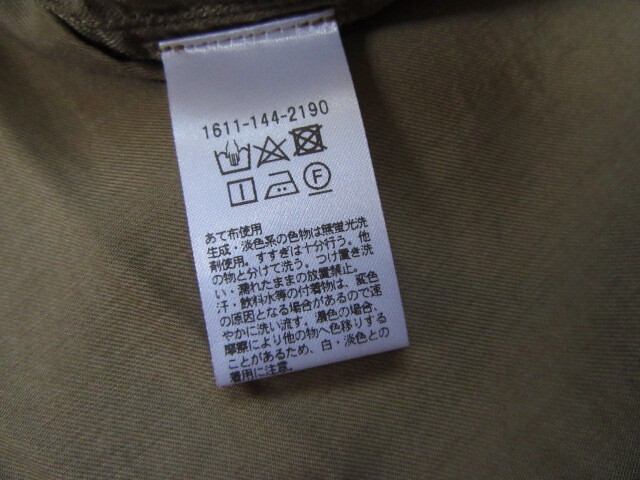 1611-144-2190
F
あて布使用
生成・淡色系の色物は無蛍光洗
剤使用。すすぎは十分行う。他
の物と分けて洗う。つけ置き洗
い・濡れたままの放置禁止。
汗・飲料水等の付着物は、変色
の原因となる場合があるので速
やかに洗い流す。濃色の場合、
摩擦により他の物へ色移りする
ことがあるため、白・淡色との
着用に注意。